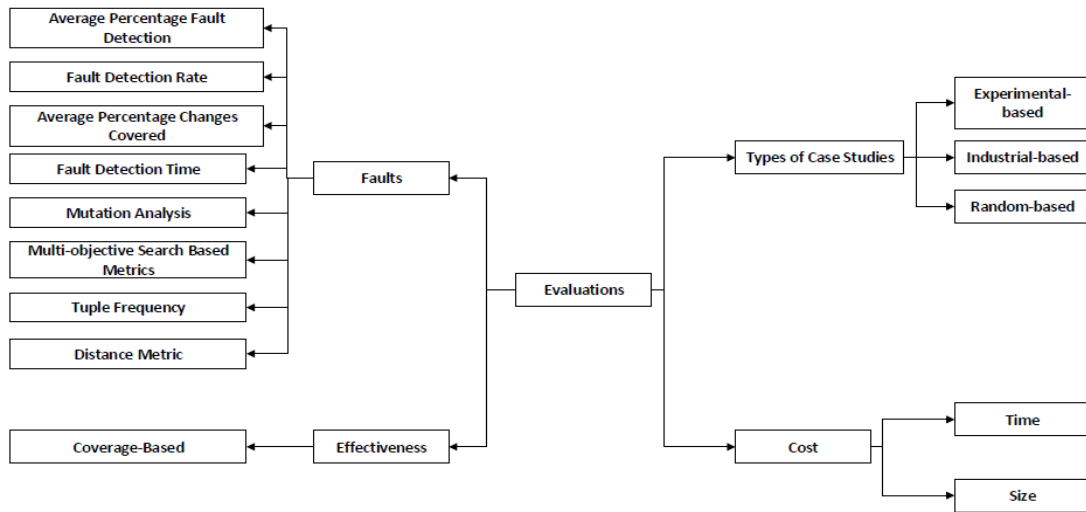 Average Percentage Fault
Detection
Fault Detection Rate
Average Percentage Changes
Covered
Fault Detection Time
Mutation Analysis
Multi-objective Search Based
Metrics
Tuple Frequency
Distance Metric
Coverage-Based
Faults
Effectiveness
Evaluations
Types of Case Studies
Cost
Experimental-
based
Industrial-based
Random-based
Time
Size